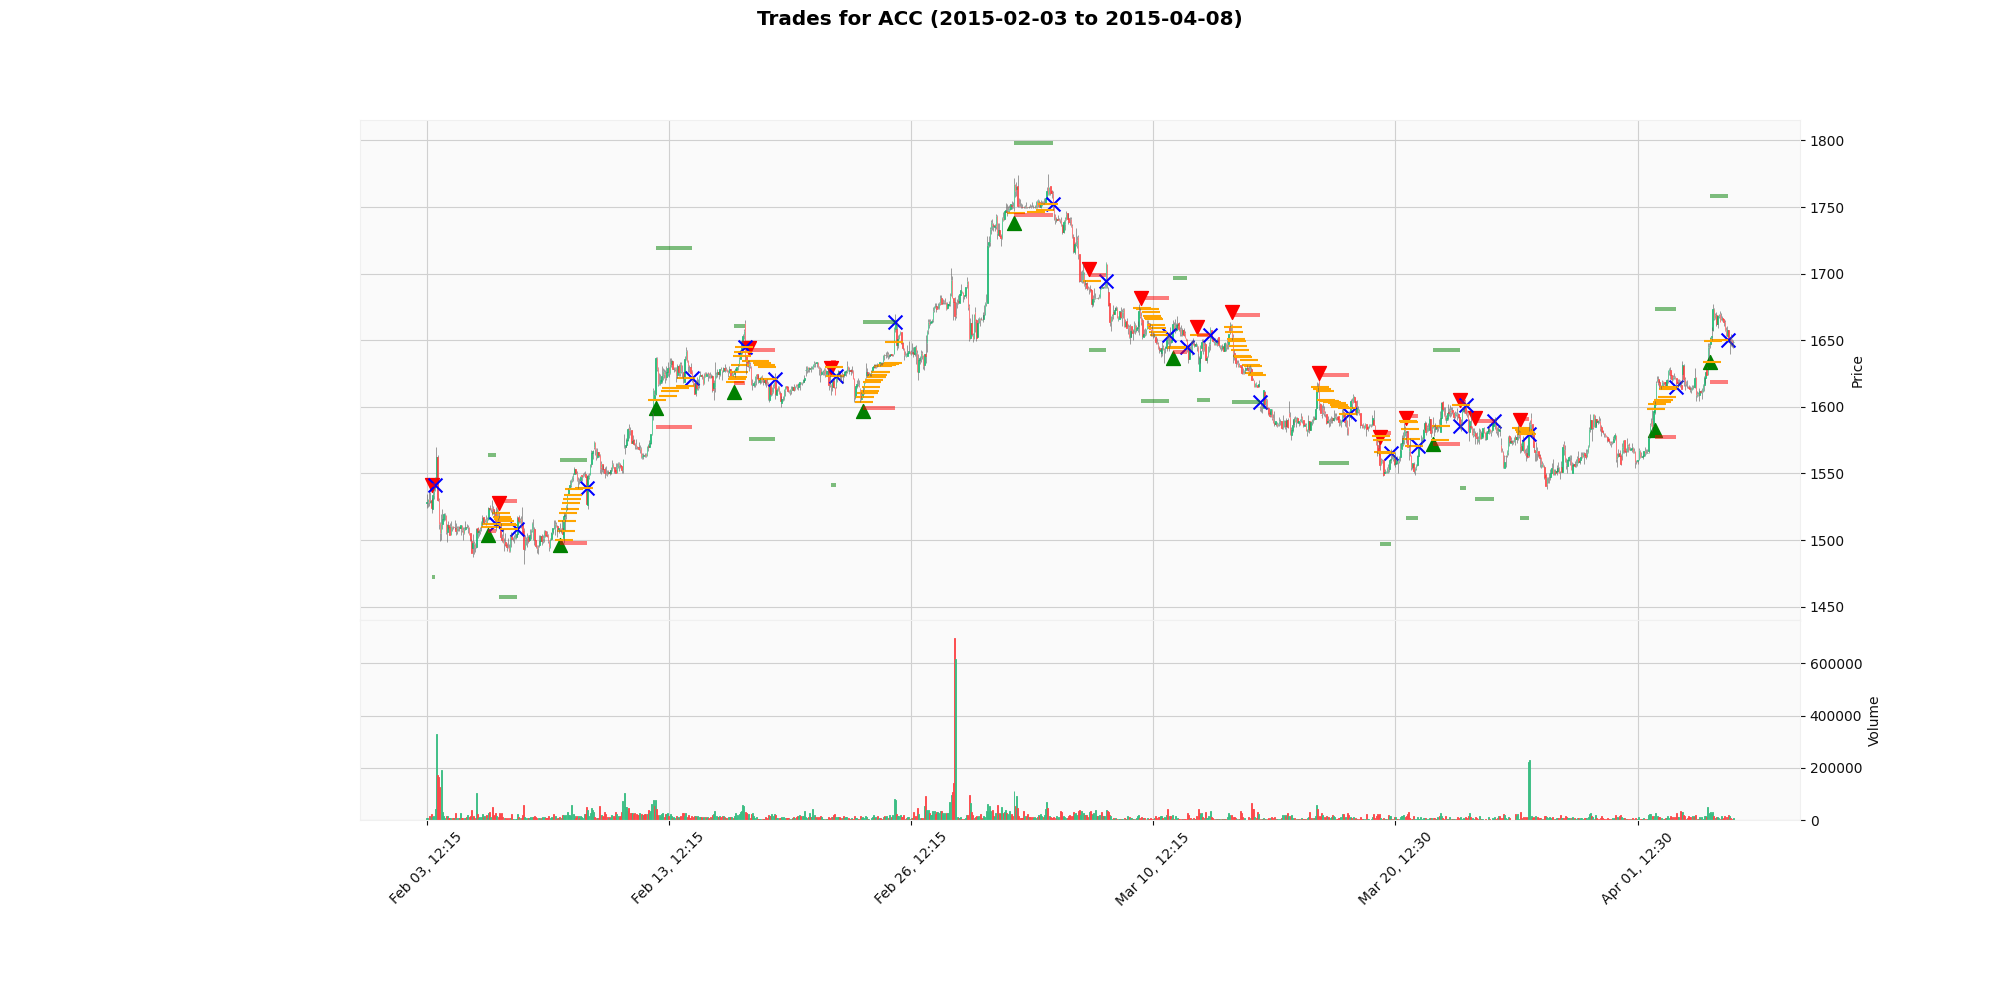 Trades for ACC (2015-02-03 to 2015-04-08)
1800
1750
1700
1650
1600
1550
1500
1450
Price
600000
400000
200000
0
Volume
Feb 03, 12:15
Feb 13, 12:15
Feb 26, 12:15
Mar 10, 12:15
Mar 20, 12:30
Apr 01, 12:30